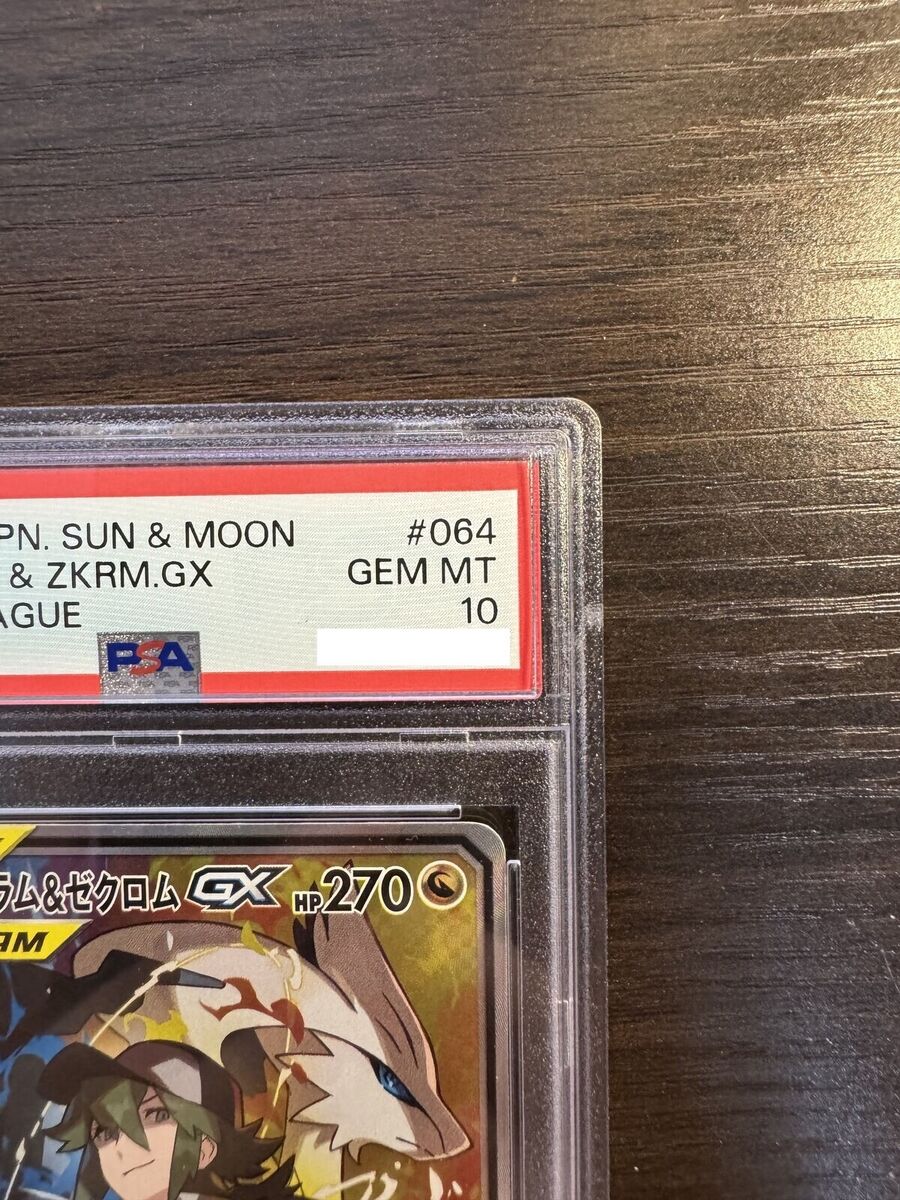 PN. SUN & MOON #064
& ZKRM.GX GEM MT
AGUE 10
PSA
ラム&ゼクロム GX HP270
AM